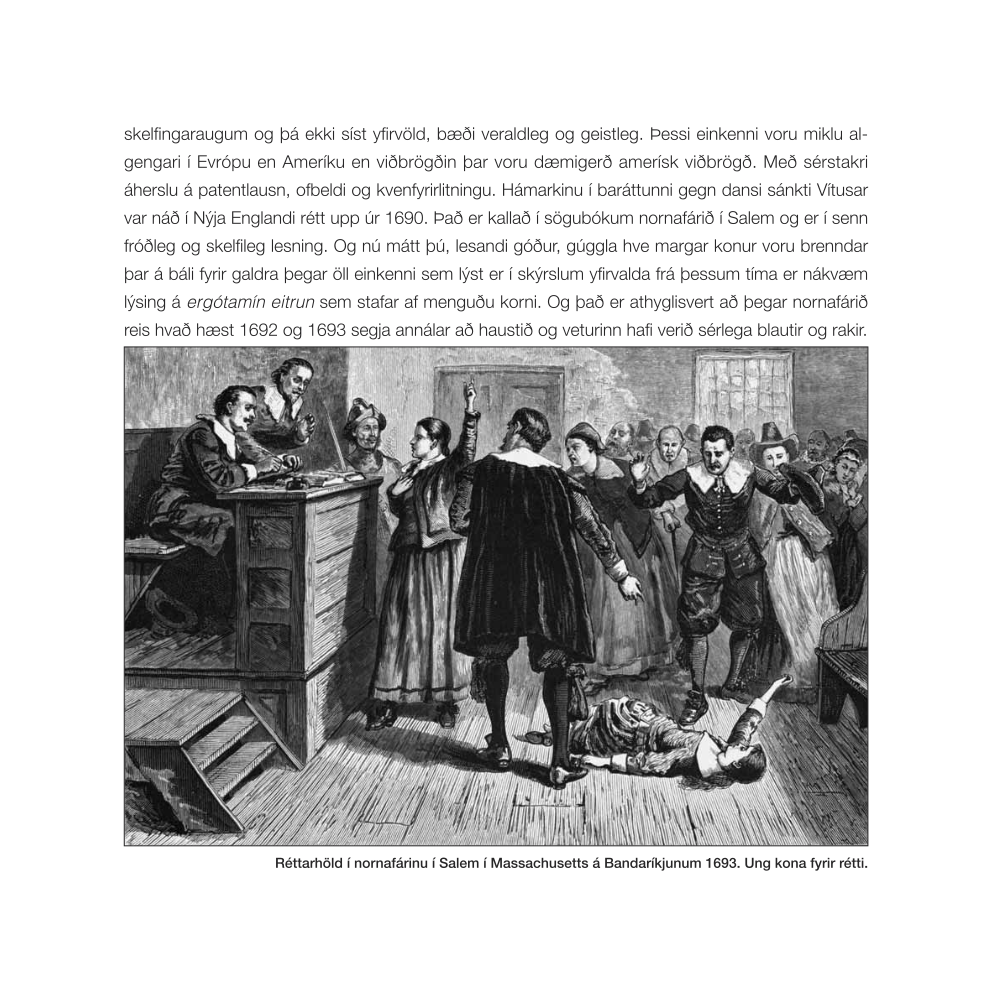 skelfingaraugum og þá ekki síst yfirvöld, bæði veraldleg og geistleg. Þessi einkenni voru miklu al-
gengari í Evrópu en Ameríku en viðbrögðin þar voru dæmigerð amerísk viðbrögð. Með sérstakri
áherslu á patentlausn, ofbeldi og kvenfyrirlitningu. Hámarkinu í baráttunni gegn dansi sánkti Vítusar
var náð í Nýja Englandi rétt upp úr 1690. Það er kallað í sögubókum nornafárið í Salem og er í senn
fróðleg og skelfileg lesning. Og nú mátt þú, lesandi góður, gúggla hve margar konur voru brenndar
þar á báli fyrir galdra þegar öll einkenni sem lýst er í skýrslum yfirvalda frá þessum tíma er nákvæm
lýsing á ergótamín eitrun sem stafar af menguðu korni. Og það er athyglisvert að þegar nornafárið
reis hvað hæst 1692 og 1693 segja annálar að haustið og veturinn hafi verið sérlega blautir og rakir.
Réttarhöld í nornafárinu í Salem í Massachusetts á Bandaríkjunum 1693. Ung kona fyrir rétti.